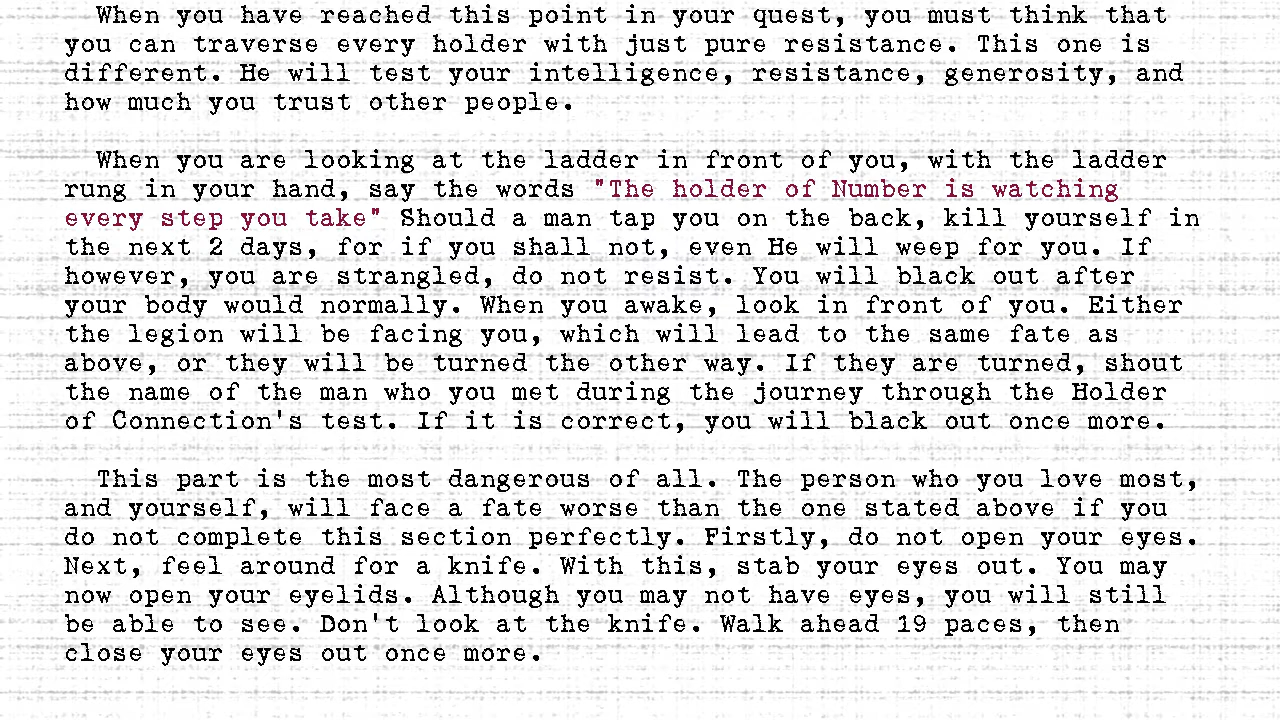 When you have reached this point in your quest, you must think that
you can traverse every holder with just pure resistance. This one is
different. He will test your intelligence, resistance, generosity, and
how much you trust other people.
When you are looking at the ladder in front of you, with the ladder
rung in your hand, say the words "The holder of Number is watching
every step you take" Should a man tap you on the back, kill yourself in
the next 2 days, for if you shall not, even He will weep for you. If
however, you are strangled, do not resist. You will black out after
your body would normally. When you awake, look in front of you. Either
the legion will be facing you, which will lead to the same fate as
above, or they will be turned the other way. If they are turned, shout
the name of the man who you met during the journey through the Holder
of Connection's test. If it is correct, you will black out once more.
This part is the most dangerous of all. The person who you love most,
and yourself, will face a fate worse than the one stated above if you
do not complete this section perfectly. Firstly, do not open your eyes.
Next, feel around for a knife. With this, stab your eyes out. You may
now open your eyelids. Although you may not have eyes, you will still
be able to see. Don't look at the knife. Walk ahead 19 paces, then
close your eyes out once more.